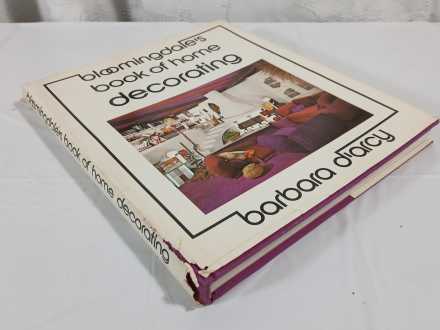 bloomingdale's
book of home
decorating
barbara d'arcy
bloomingdale's book of home decorating